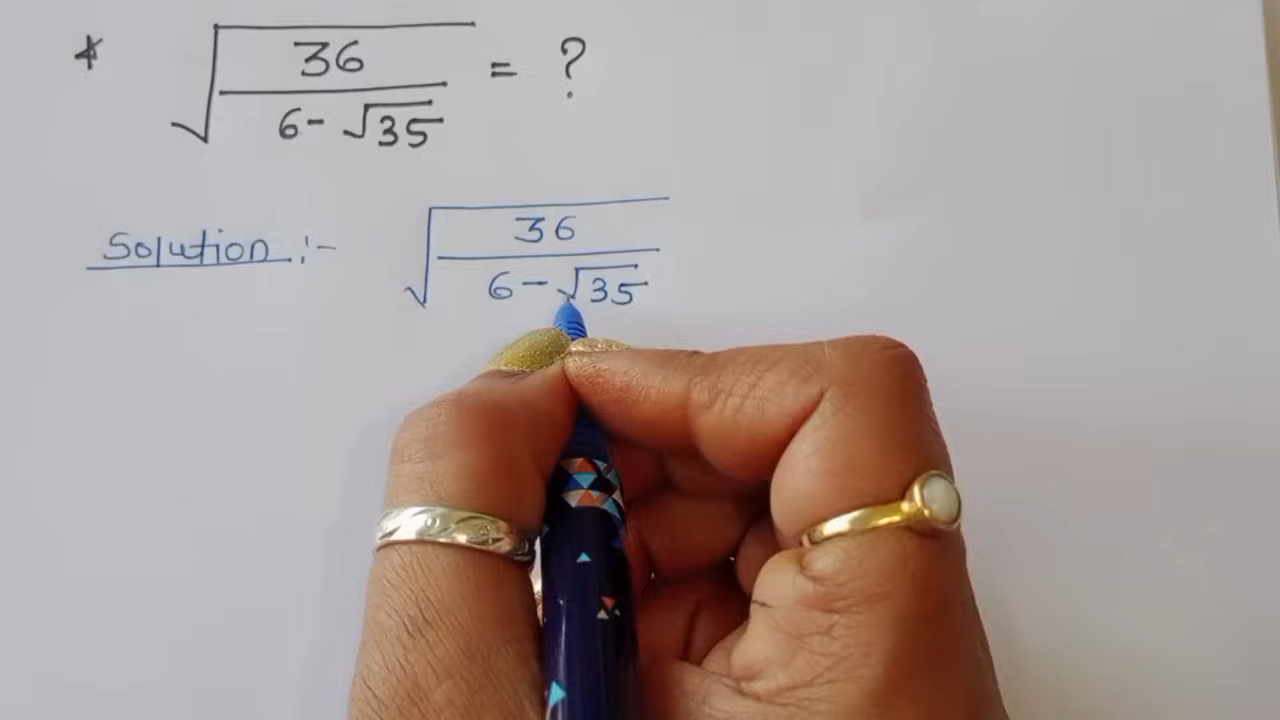 * √(36/(6-√35)) = ?
Solution :- √(36/(6-√35))